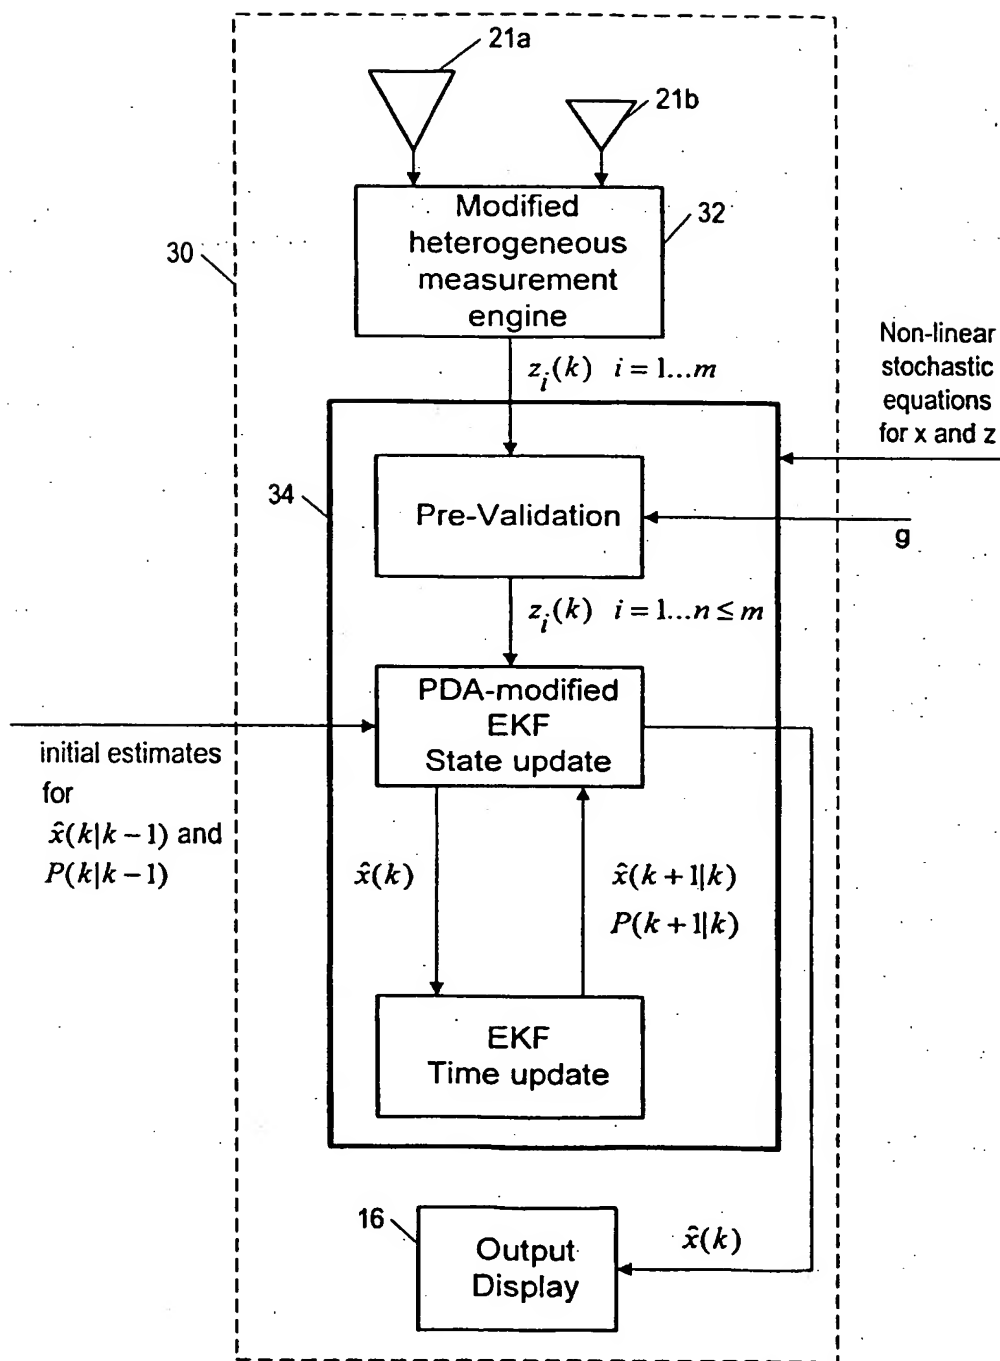 21a
21b
Modified
heterogeneous
measurement
engine
32
30
z_i(k) i = 1...m
Non-linear
stochastic
equations
for x and z
34
Pre-Validation
g
z_i(k) i = 1...n ≤ m
PDA-modified
EKF
State update
initial estimates
for
x̂(k|k − 1) and
P(k|k − 1)
x̂(k)
x̂(k + 1|k)
P(k + 1|k)
EKF
Time update
16
Output
Display
x̂(k)